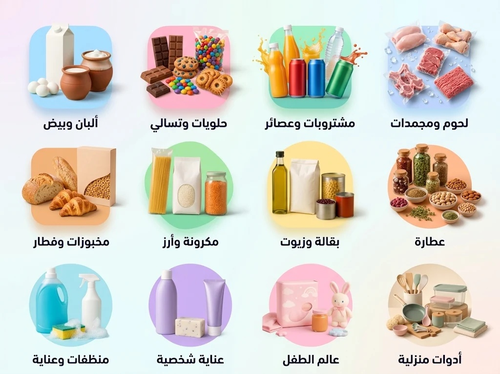 لحوم ومجمدات
مشتروبات وعصائر
حلويات وتسالي
ألبان وبيض
عطارة
بقالة وزيوت
مكرونة وأرز
مخبوزات وفطار
أدوات منزلية
عالم الطفل
عناية شخصية
منظفات وعناية